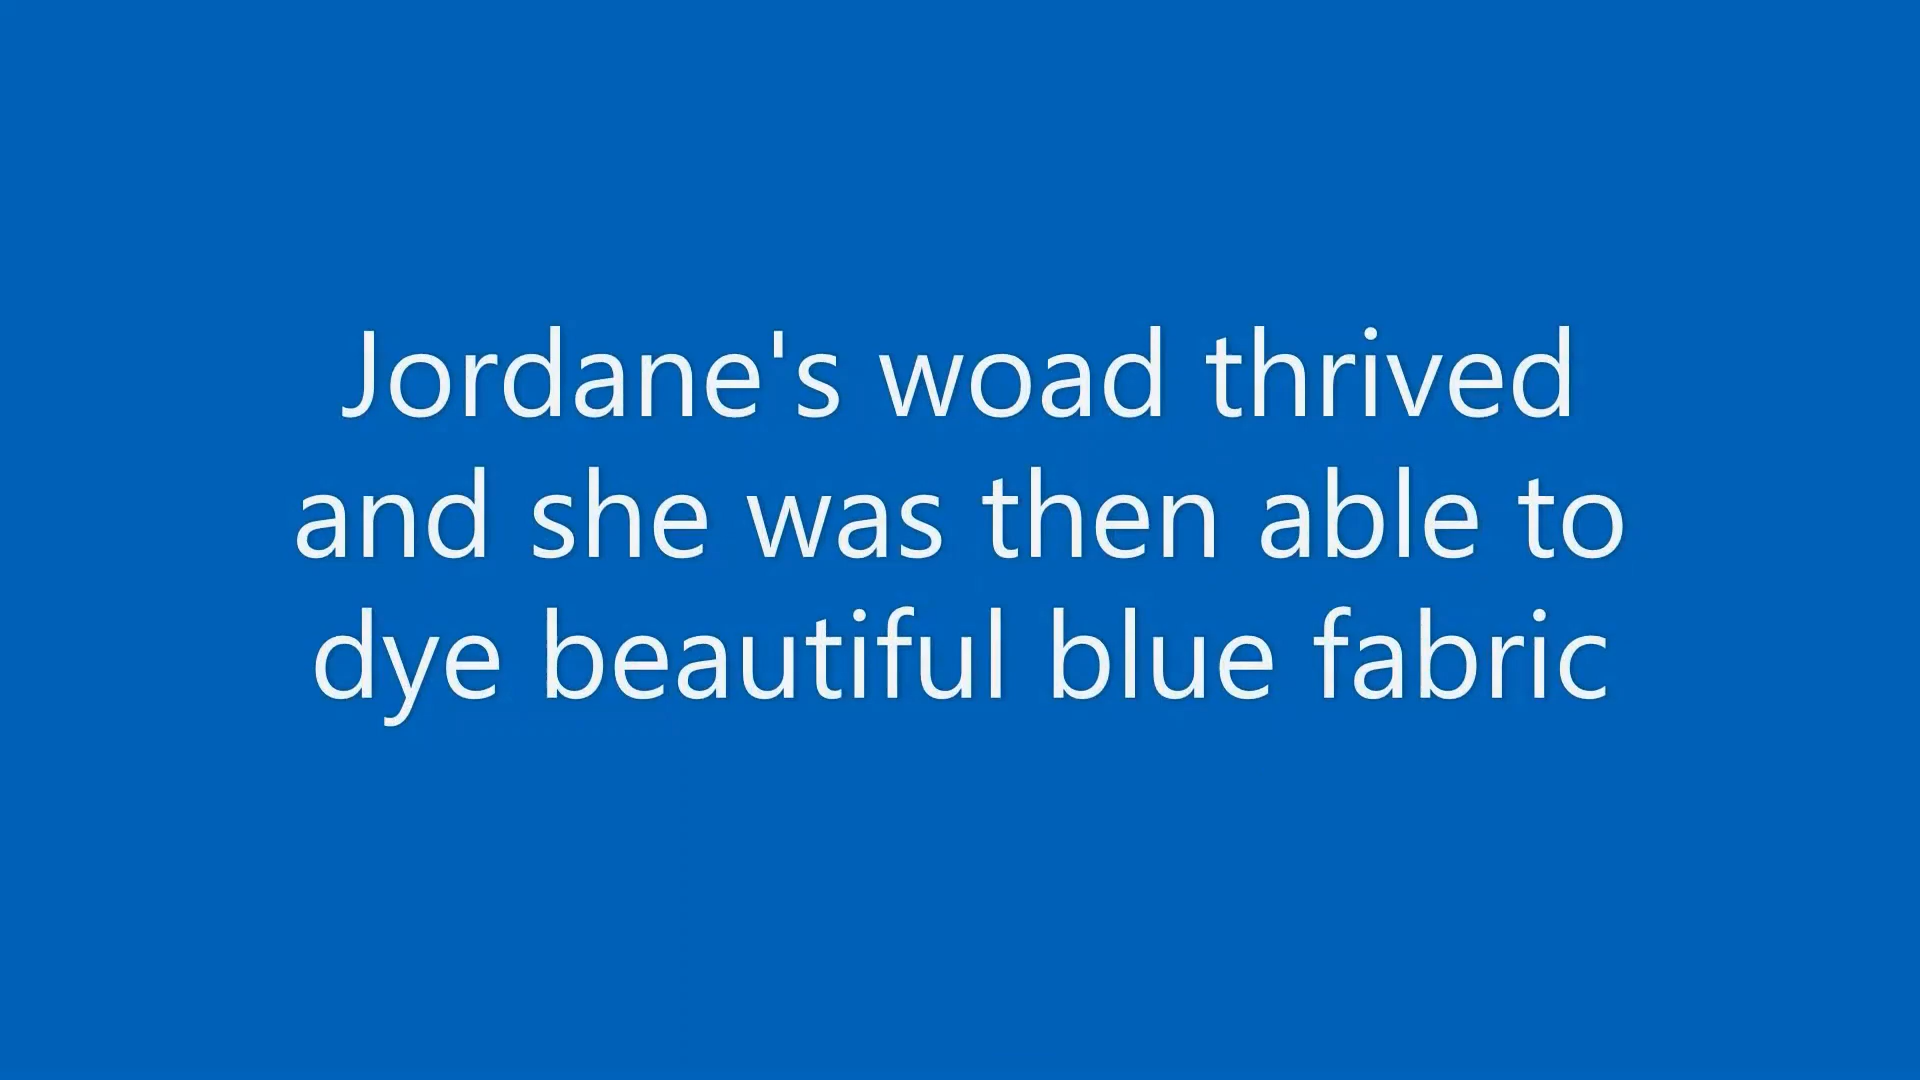 Jordane's woad thrived
and she was then able to
dye beautiful blue fabric